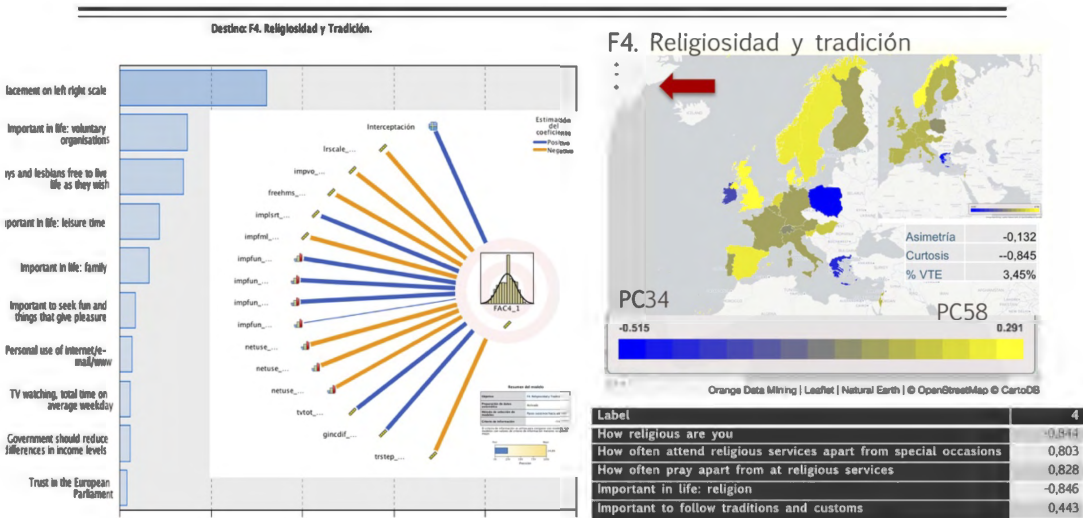 Destino: F4. Religiosidad y Tradición.
lacement on left right scale
Important in life: voluntary
organisations
ys and lesbians free to live
life as they wish
portant in life: leisure time
Important in life: family
Important to seek fun and
things that give pleasure
Personal use of internet/e-
mail/www
TV watching, total time on
average weekday
Government should reduce
differences in income levels
Trust in the European
Parliament
Interceptación
lrscale_...
impvo_...
freehms_...
implsrt_...
impfml_...
impfun_...
impfun_...
impfun_...
impfun_...
netuse_...
netuse_...
netuse_...
tvtot_...
gincdif_...
trstep_...
Estimación
del
coeficiente
Positivo
Negativo
FAC4_1
Resumen del modelo
F4. Religiosidad y tradición
Asimetría -0,132
Curtosis --0,845
% VTE 3,45%
PC34
PC58
-0.515 0.291
Orange Data Mining | Leaflet | Natural Earth | © OpenStreetMap © CartoDB
Label 4
How religious are you -0,844
How often attend religious services apart from special occasions 0,803
How often pray apart from at religious services 0,828
Important in life: religion -0,846
Important to follow traditions and customs 0,443